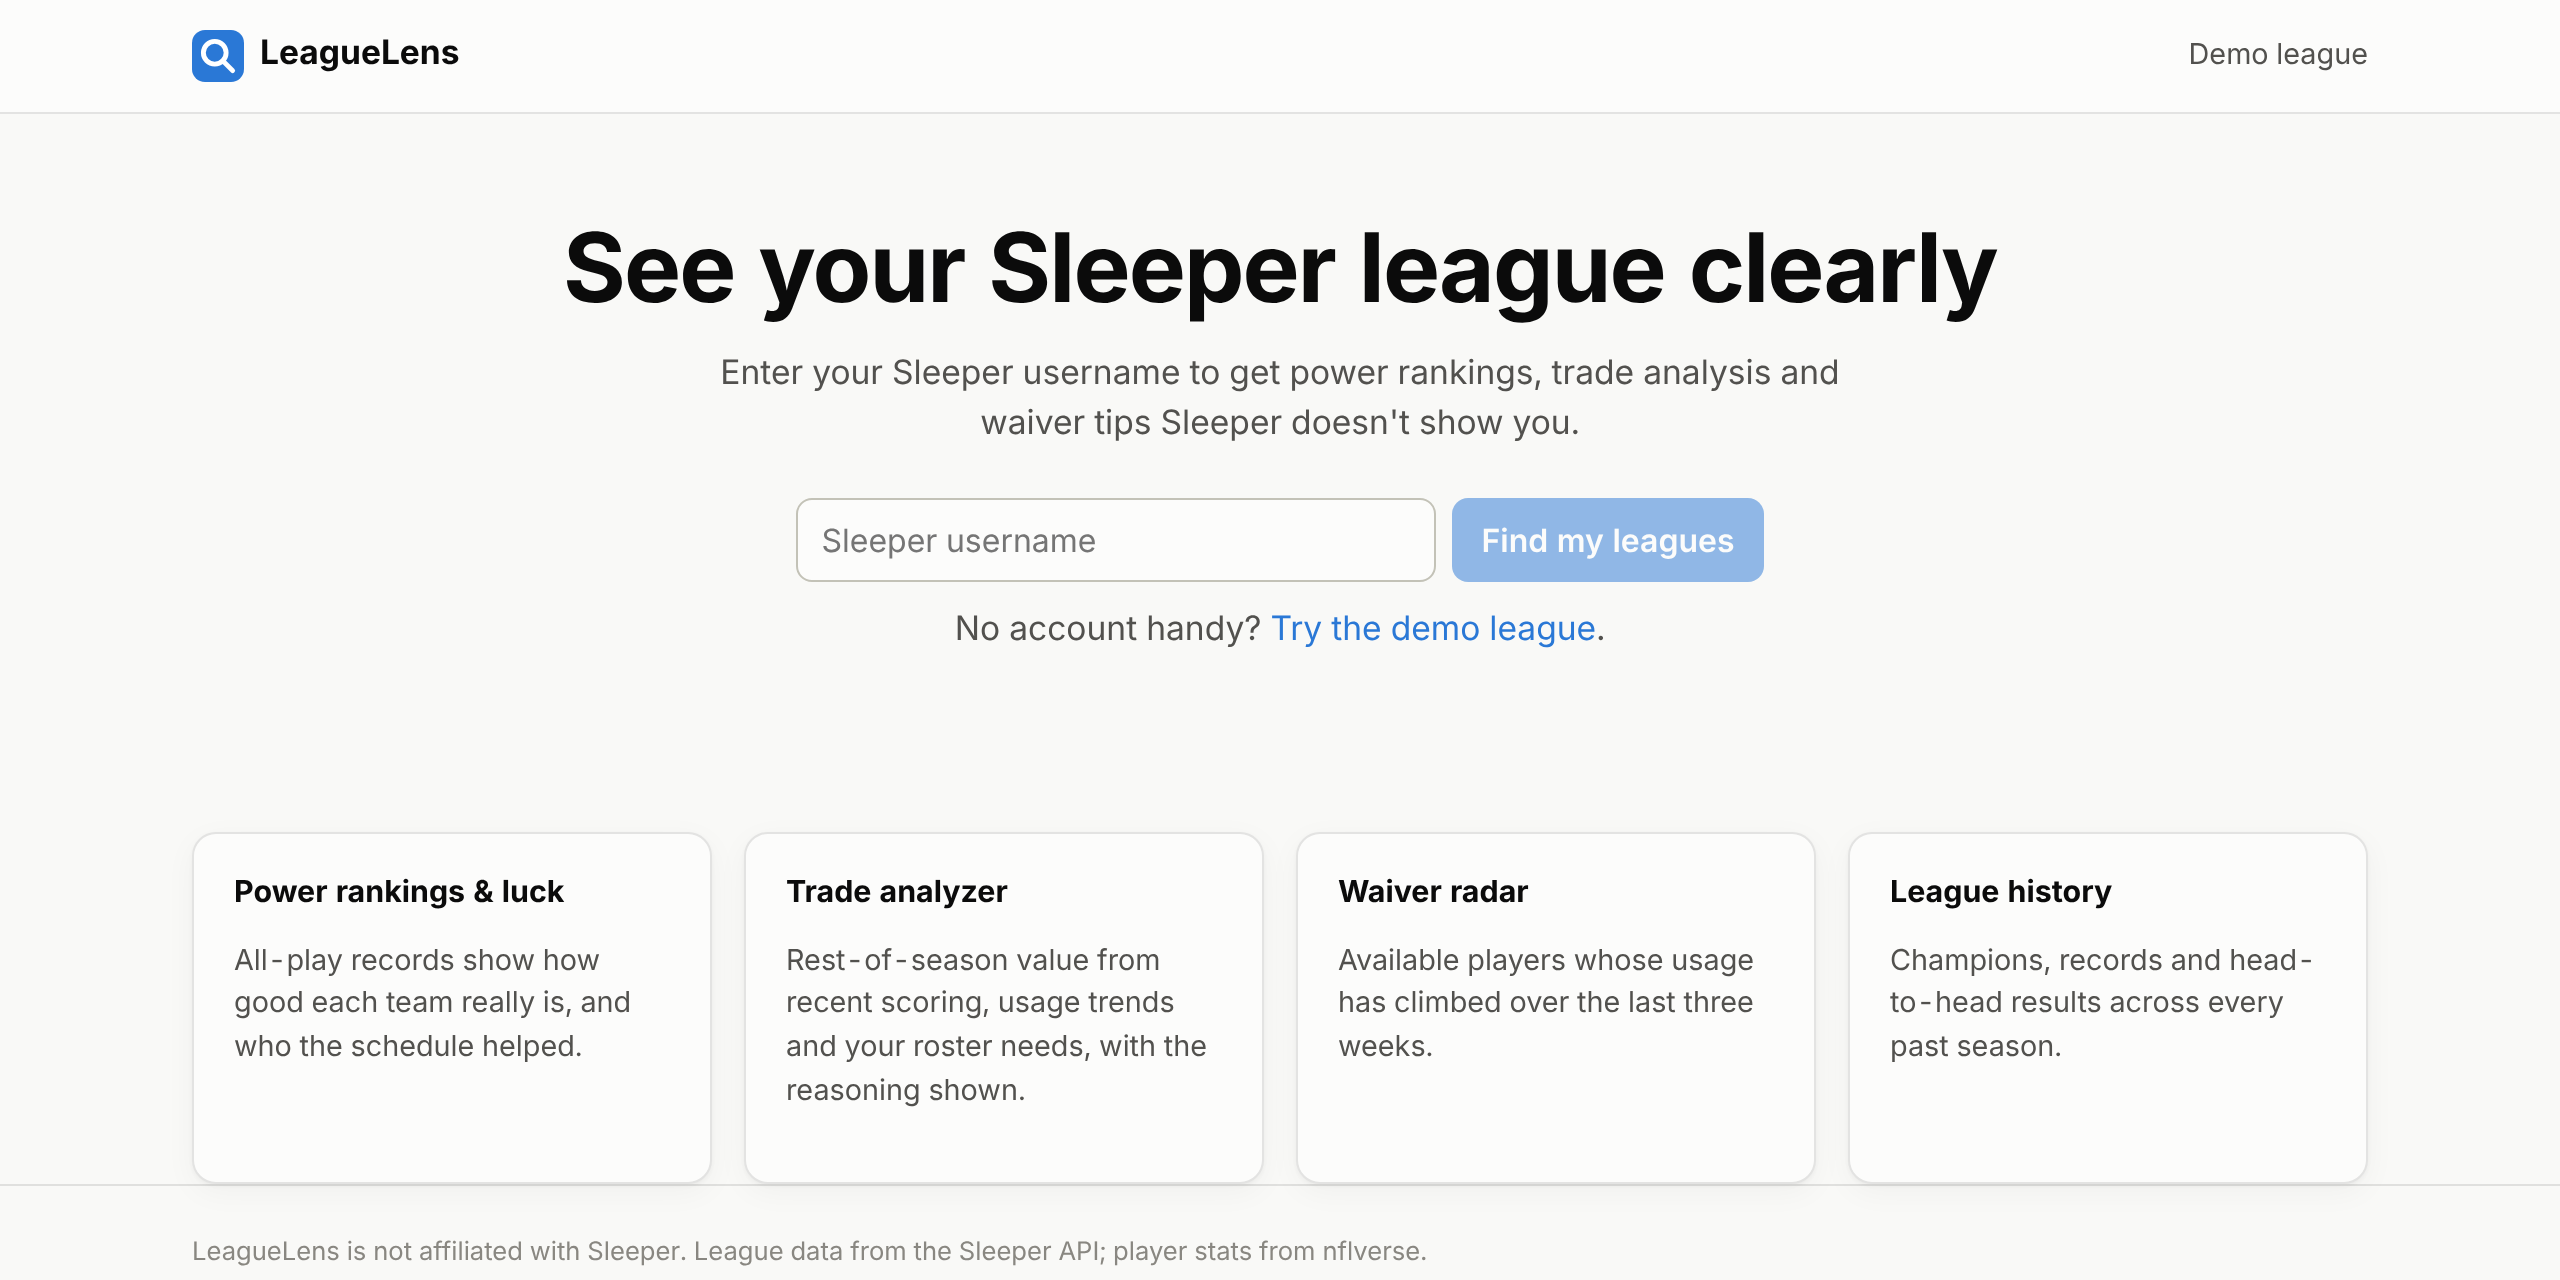 LeagueLens
Demo league
See your Sleeper league clearly
Enter your Sleeper username to get power rankings, trade analysis and
waiver tips Sleeper doesn't show you.
Sleeper username
Find my leagues
No account handy? Try the demo league.
Power rankings & luck
All-play records show how
good each team really is, and
who the schedule helped.
Trade analyzer
Rest-of-season value from
recent scoring, usage trends
and your roster needs, with the
reasoning shown.
Waiver radar
Available players whose usage
has climbed over the last three
weeks.
League history
Champions, records and head-
to-head results across every
past season.
LeagueLens is not affiliated with Sleeper. League data from the Sleeper API; player stats from nflverse.